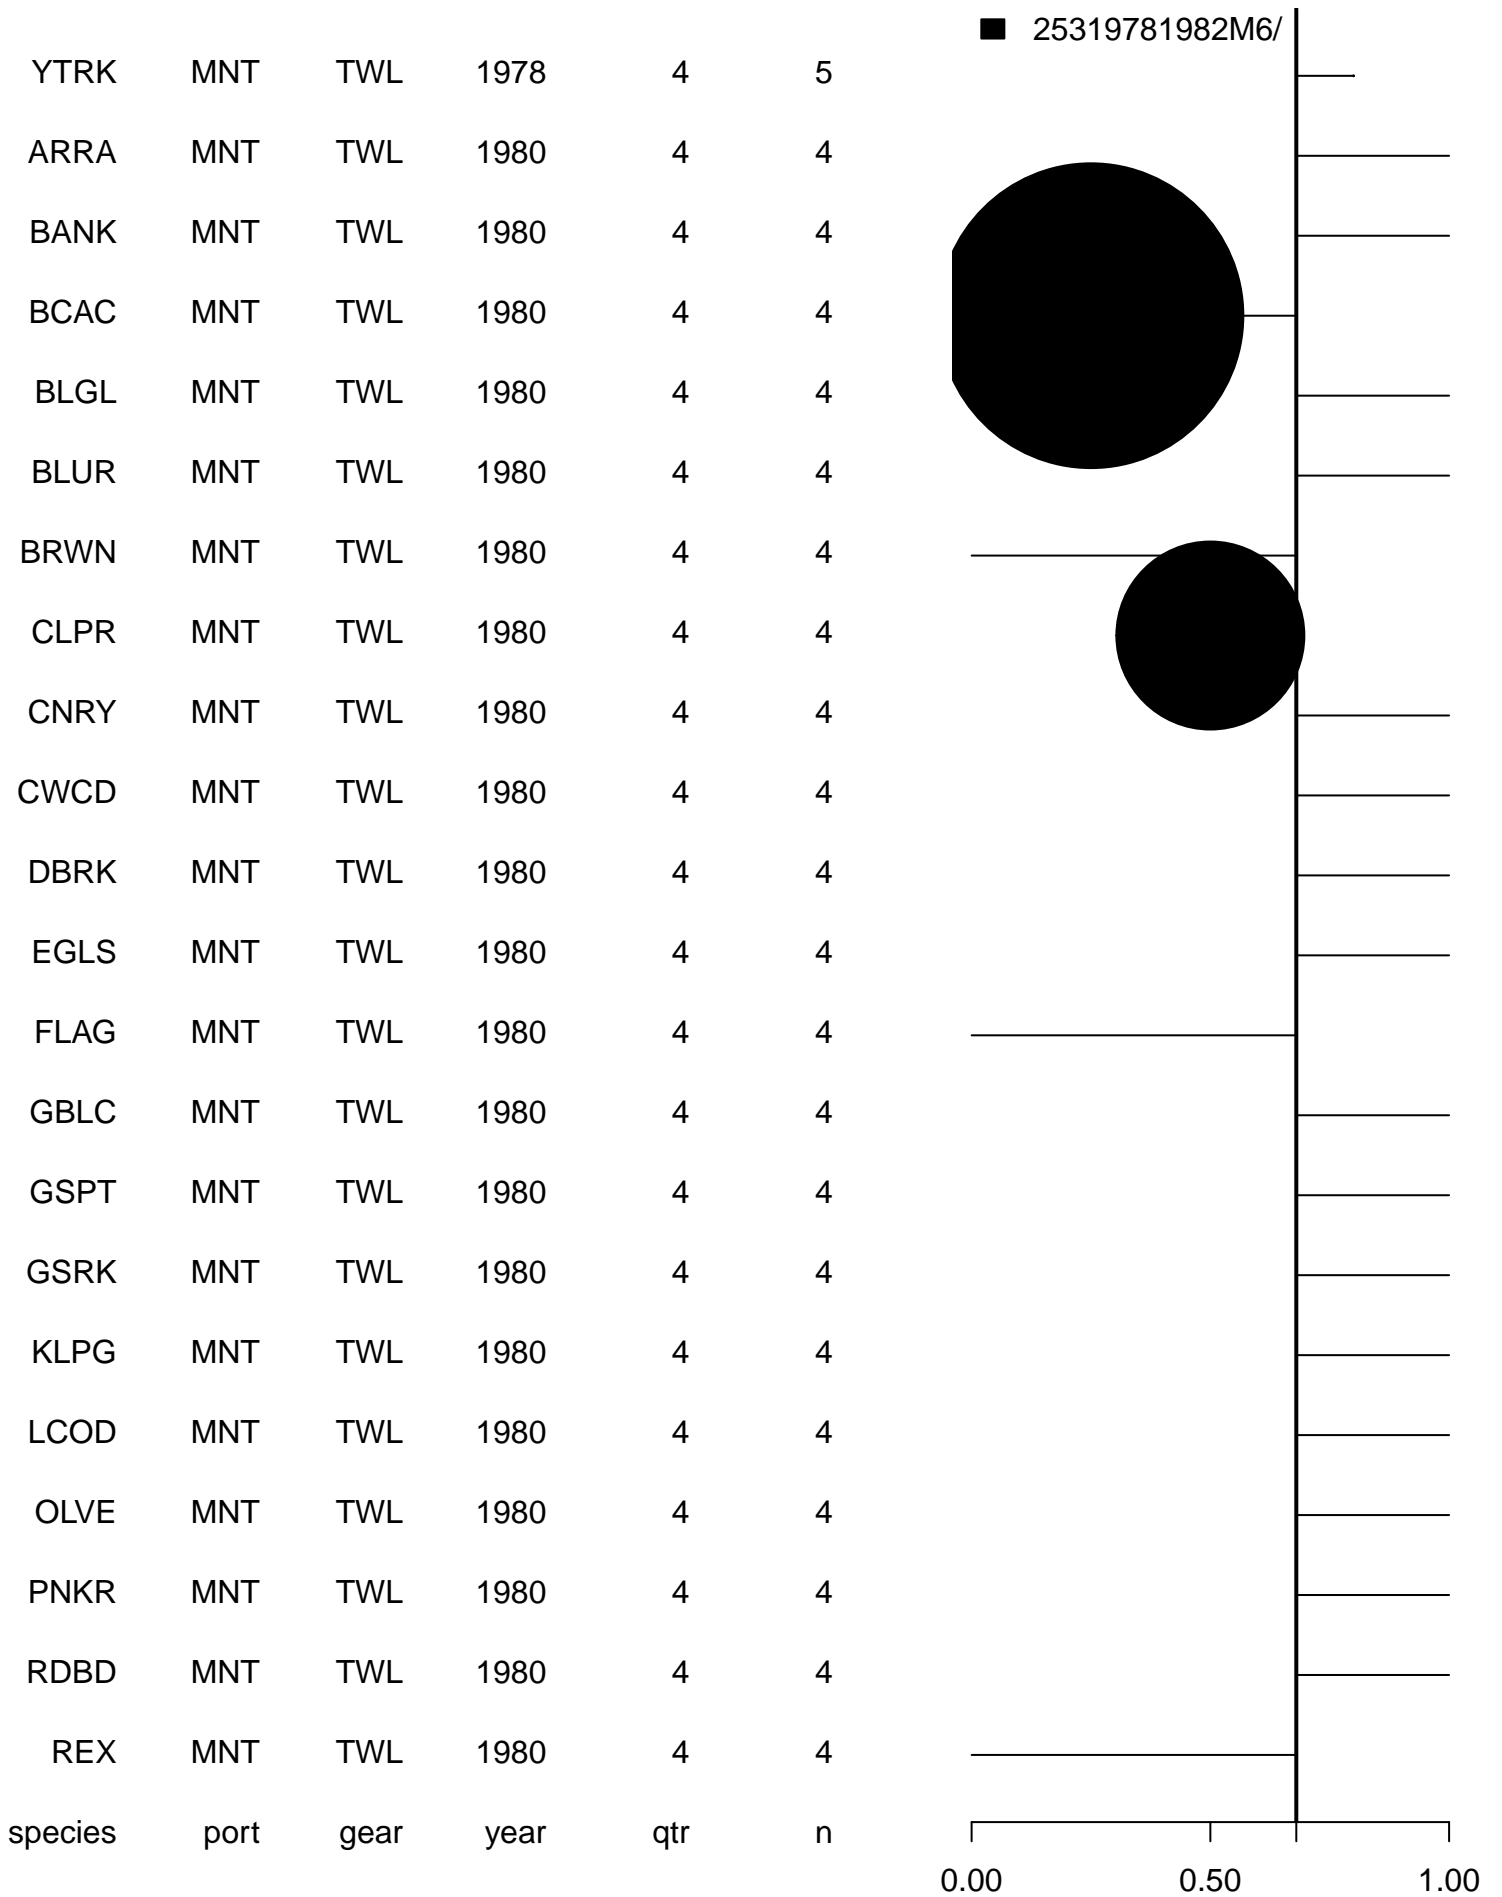 25319781982M6/
YTRK MNT TWL 1978 4 5
ARRA MNT TWL 1980 4 4
BANK MNT TWL 1980 4 4
BCAC MNT TWL 1980 4 4
BLGL MNT TWL 1980 4 4
BLUR MNT TWL 1980 4 4
BRWN MNT TWL 1980 4 4
CLPR MNT TWL 1980 4 4
CNRY MNT TWL 1980 4 4
CWCD MNT TWL 1980 4 4
DBRK MNT TWL 1980 4 4
EGLS MNT TWL 1980 4 4
FLAG MNT TWL 1980 4 4
GBLC MNT TWL 1980 4 4
GSPT MNT TWL 1980 4 4
GSRK MNT TWL 1980 4 4
KLPG MNT TWL 1980 4 4
LCOD MNT TWL 1980 4 4
OLVE MNT TWL 1980 4 4
PNKR MNT TWL 1980 4 4
RDBD MNT TWL 1980 4 4
REX MNT TWL 1980 4 4
species port gear year qtr n
0.00 0.50 1.00